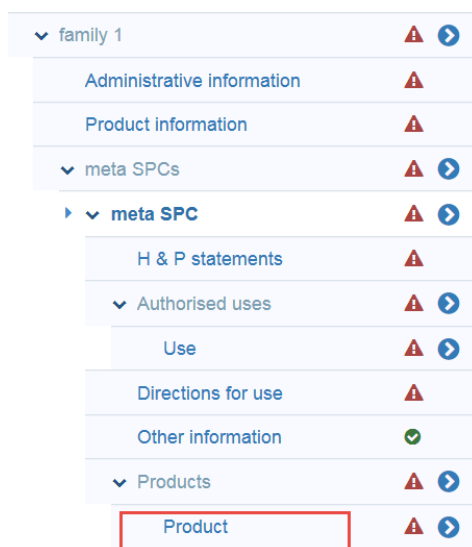 family 1
Administrative information
Product information
meta SPCs
meta SPC
H & P statements
Authorised uses
Use
Directions for use
Other information
Products
Product